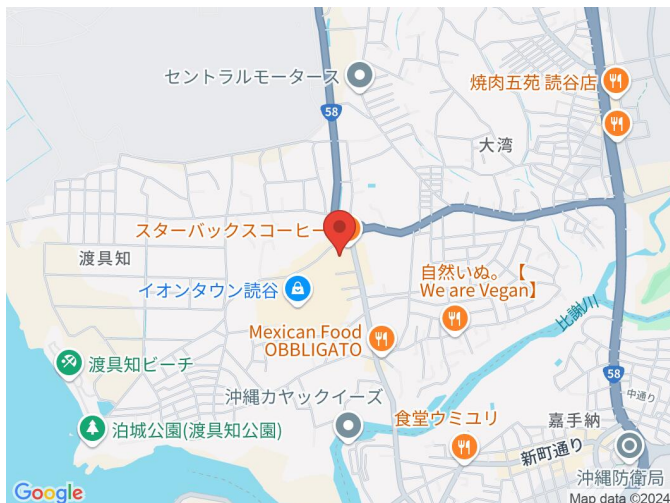 セントラルモータース
焼肉五苑 読谷店
58
大湾
スターバックスコーヒー
渡具知
自然いぬ。【
We are Vegan】
イオンタウン読谷
比謝川
Mexican Food
OBBLIGATO
渡具知ビーチ
58
中通り
沖縄カヤックイーズ
泊城公園(渡具知公園)
食堂ウミユリ
嘉手納
新町通り
沖縄防衛局
Google
Map data ©2024